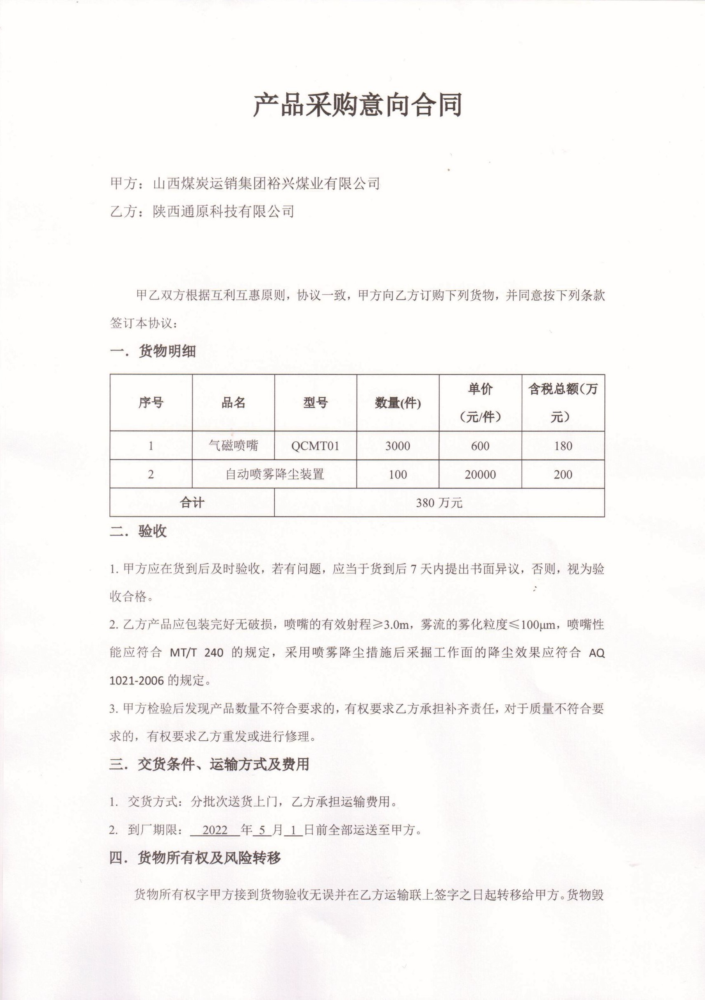 产品采购意向合同
甲方：山西煤炭运销集团裕兴煤业有限公司
乙方：陕西通原科技有限公司
甲乙双方根据互利互惠原则，协议一致，甲方向乙方订购下列货物，并同意按下列条款
签订本协议：
一．货物明细
序号 品名 型号 数量(件) 单价（元/件） 含税总额（万元）
1 气磁喷嘴 QCMT01 3000 600 180
2 自动喷雾降尘装置 100 20000 200
合计 380 万元
二．验收
1. 甲方应在货到后及时验收，若有问题，应当于货到后 7 天内提出书面异议，否则，视为验
收合格。
2. 乙方产品应包装完好无破损，喷嘴的有效射程≥3.0m，雾流的雾化粒度≤100μm，喷嘴性
能应符合 MT/T 240 的规定，采用喷雾降尘措施后采掘工作面的降尘效果应符合 AQ
1021-2006 的规定。
3. 甲方检验后发现产品数量不符合要求的，有权要求乙方承担补齐责任，对于质量不符合要
求的，有权要求乙方重发或进行修理。
三．交货条件、运输方式及费用
1. 交货方式：分批次送货上门，乙方承担运输费用。
2. 到厂期限： 2022 年 5 月 1 日前全部运送至甲方。
四．货物所有权及风险转移
货物所有权字甲方接到货物验收无误并在乙方运输联上签字之日起转移给甲方。货物毁